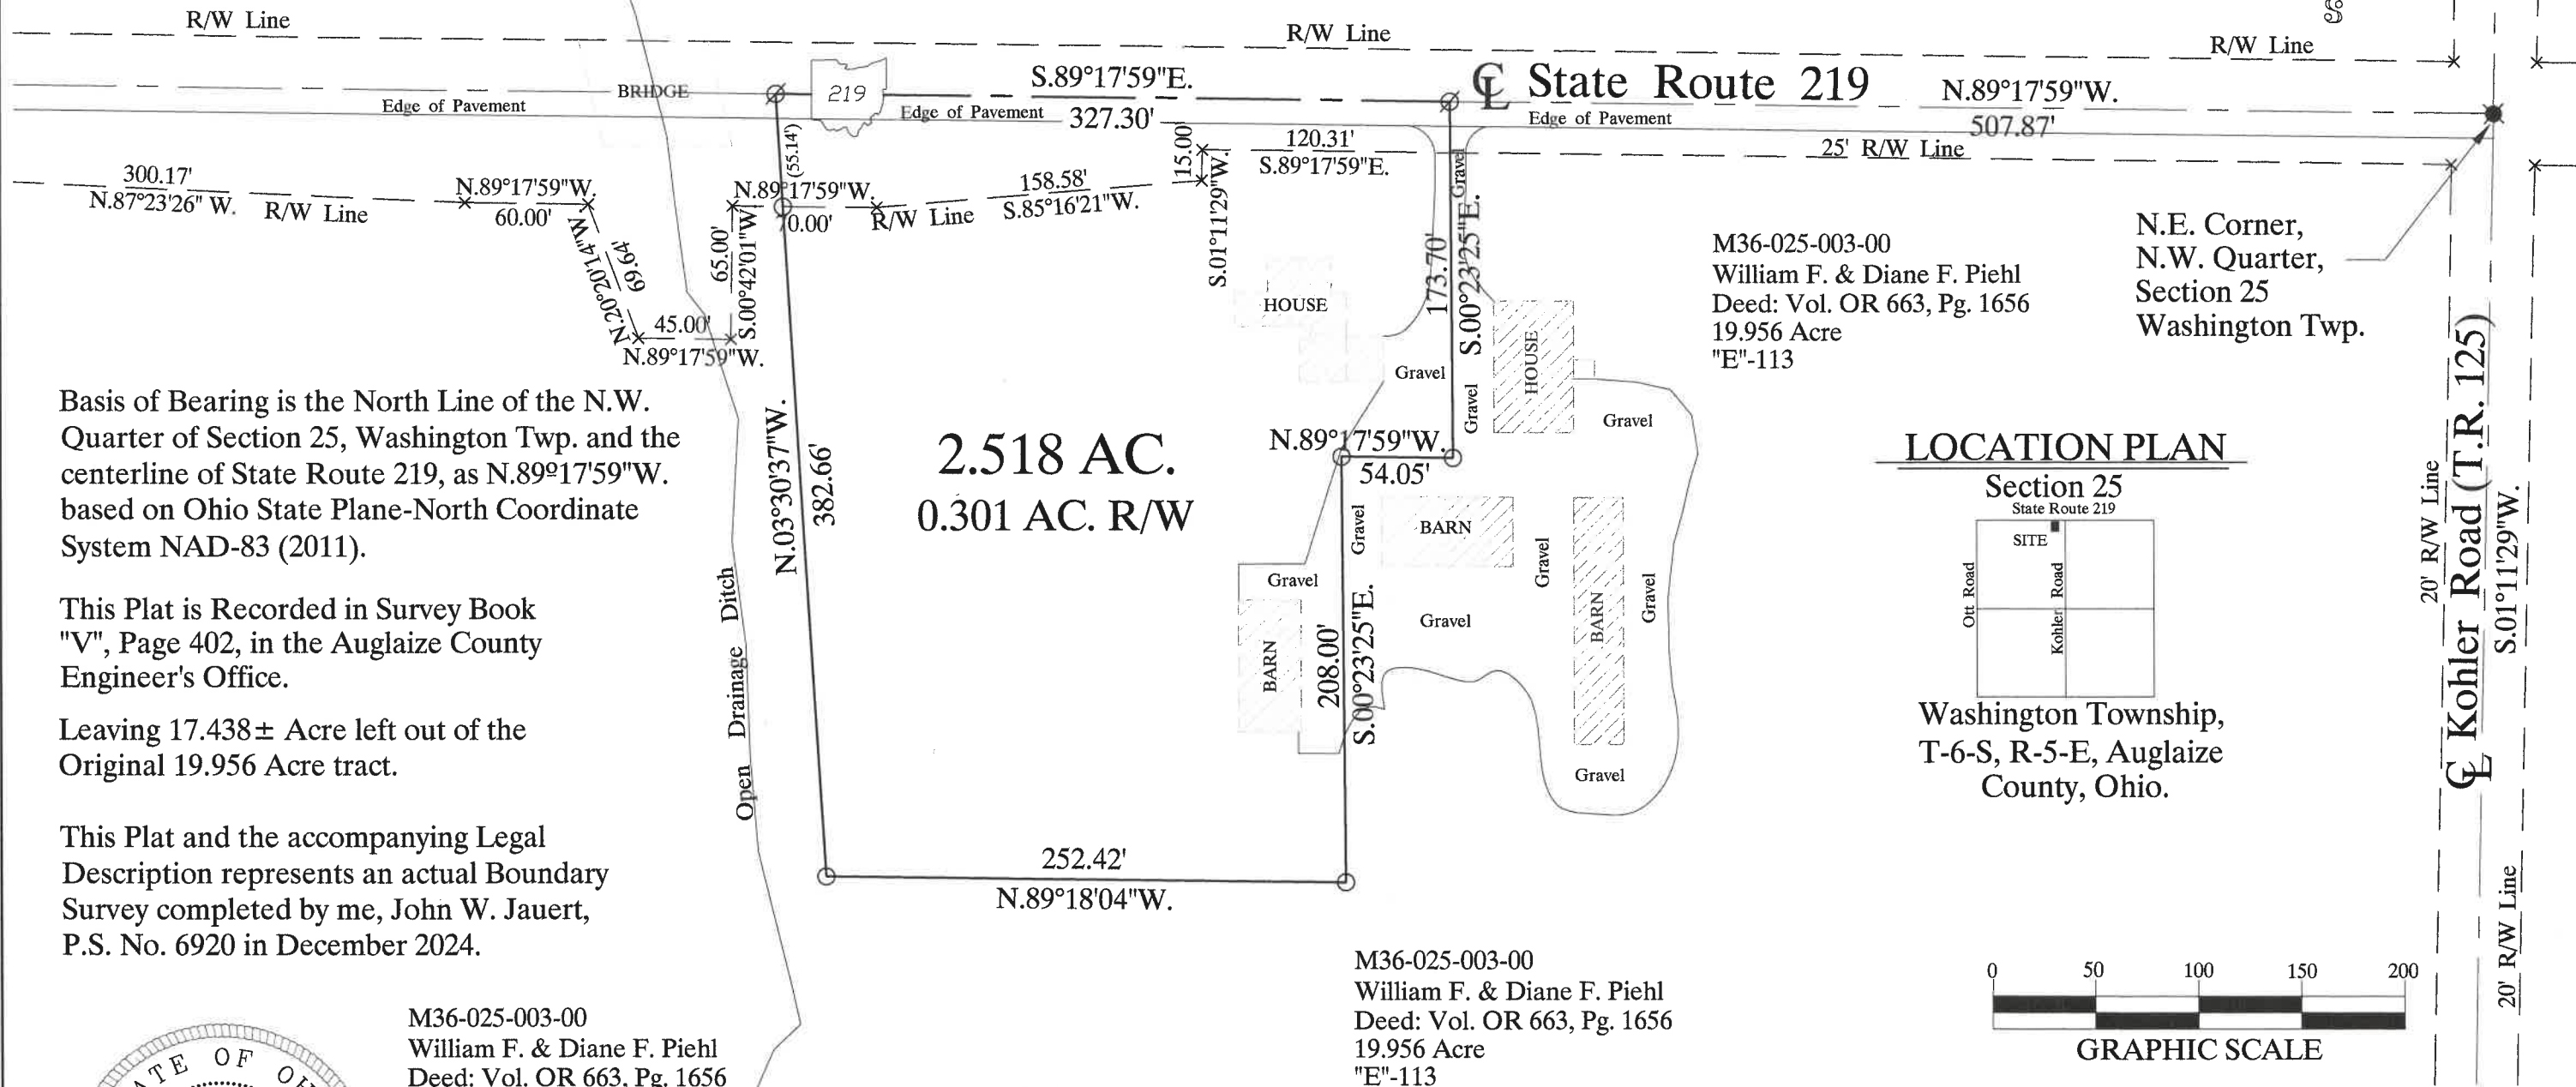 R/W Line
R/W Line
R/W Line
BRIDGE
219
S.89°17'59"E.
327.30'
℄ State Route 219
N.89°17'59"W.
507.87'
Edge of Pavement
Edge of Pavement
Edge of Pavement
25' R/W Line
(55.14')
15.00'
S.01°11'29"W.
120.31'
S.89°17'59"E.
300.17'
N.87°23'26" W.
R/W Line
N.89°17'59"W.
60.00'
N.20°20'14"W.
69.64'
45.00'
N.89°17'59"W.
65.00'
S.00°42'01"W.
N.89°17'59"W.
R/W Line
158.58'
S.85°16'21"W.
HOUSE
Gravel
173.70'
S.00°23'25"E.
Gravel
Gravel
HOUSE
Gravel
M36-025-003-00
William F. & Diane F. Piehl
Deed: Vol. OR 663, Pg. 1656
19.956 Acre
"E"-113
N.E. Corner,
N.W. Quarter,
Section 25
Washington Twp.
Basis of Bearing is the North Line of the N.W.
Quarter of Section 25, Washington Twp. and the
centerline of State Route 219, as N.89º17'59"W.
based on Ohio State Plane-North Coordinate
System NAD-83 (2011).
This Plat is Recorded in Survey Book
"V", Page 402, in the Auglaize County
Engineer's Office.
Leaving 17.438± Acre left out of the
Original 19.956 Acre tract.
This Plat and the accompanying Legal
Description represents an actual Boundary
Survey completed by me, John W. Jauert,
P.S. No. 6920 in December 2024.
Open Drainage Ditch
N.03°30'37"W.
382.66'
2.518 AC.
0.301 AC. R/W
N.89°17'59"W.
54.05'
Gravel
BARN
Gravel
Gravel
BARN
208.00'
S.00°23'25"E.
Gravel
BARN
Gravel
Gravel
252.42'
N.89°18'04"W.
LOCATION PLAN
Section 25
State Route 219
SITE
Ott Road
Kohler Road
Washington Township,
T-6-S, R-5-E, Auglaize
County, Ohio.
20' R/W Line
℄ Kohler Road (T.R. 125)
S.01°11'29"W.
20' R/W Line
M36-025-003-00
William F. & Diane F. Piehl
Deed: Vol. OR 663, Pg. 1656
19.956 Acre
"E"-113
0 50 100 150 200
GRAPHIC SCALE
M36-025-003-00
William F. & Diane F. Piehl
Deed: Vol. OR 663, Pg. 1656
OF